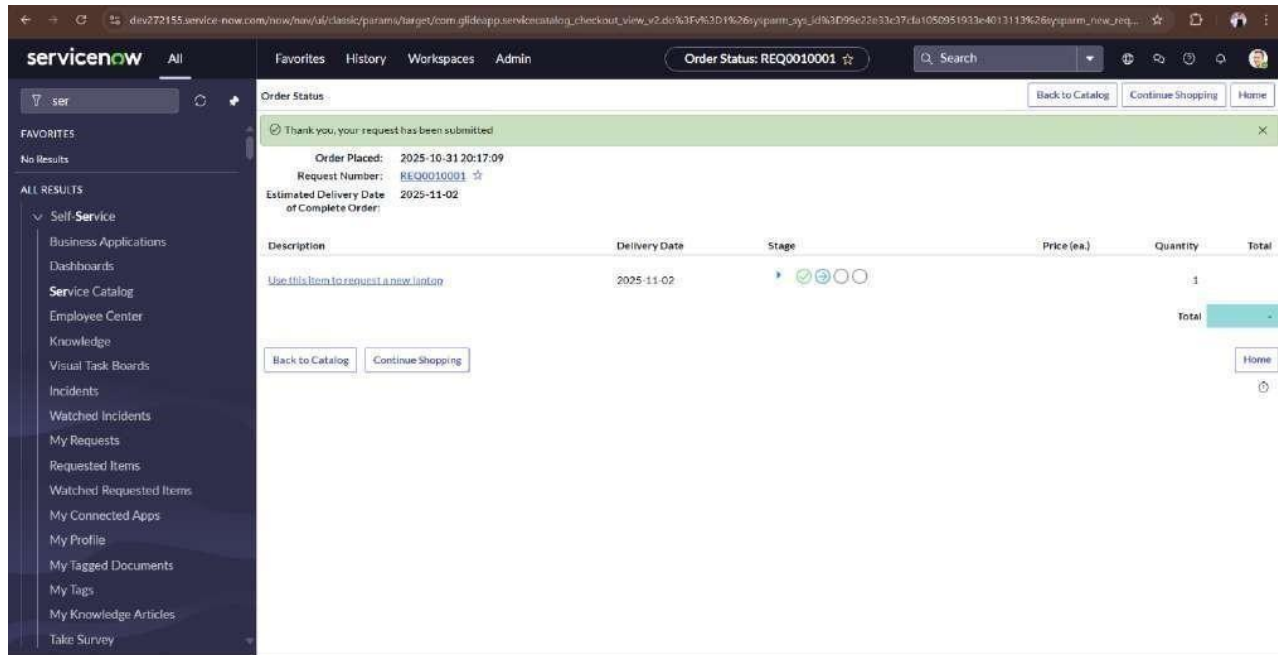 dev272155.service-now.com/now/nav/ui/classic/params/target/com.glideapp.servicecatalog_checkout_view_v2.do%3Fv%3D1%26sysparm_sys_id%3D99e22e33c37cfa1050951933e4013113%26sysparm_new_req...
servicenow All Favorites History Workspaces Admin Order Status: REQ0010001 Search
ser
FAVORITES
No Results
ALL RESULTS
Self-Service
Business Applications
Dashboards
Service Catalog
Employee Center
Knowledge
Visual Task Boards
Incidents
Watched Incidents
My Requests
Requested Items
Watched Requested Items
My Connected Apps
My Profile
My Tagged Documents
My Tags
My Knowledge Articles
Take Survey
Order Status Back to Catalog Continue Shopping Home
Thank you, your request has been submitted
Order Placed: 2025-10-31 20:17:09
Request Number: REQ0010001
Estimated Delivery Date 2025-11-02
of Complete Order:
Description Delivery Date Stage Price (ea.) Quantity Total
Use this item to request a new laptop 2025-11-02 1
Total -
Back to Catalog Continue Shopping Home